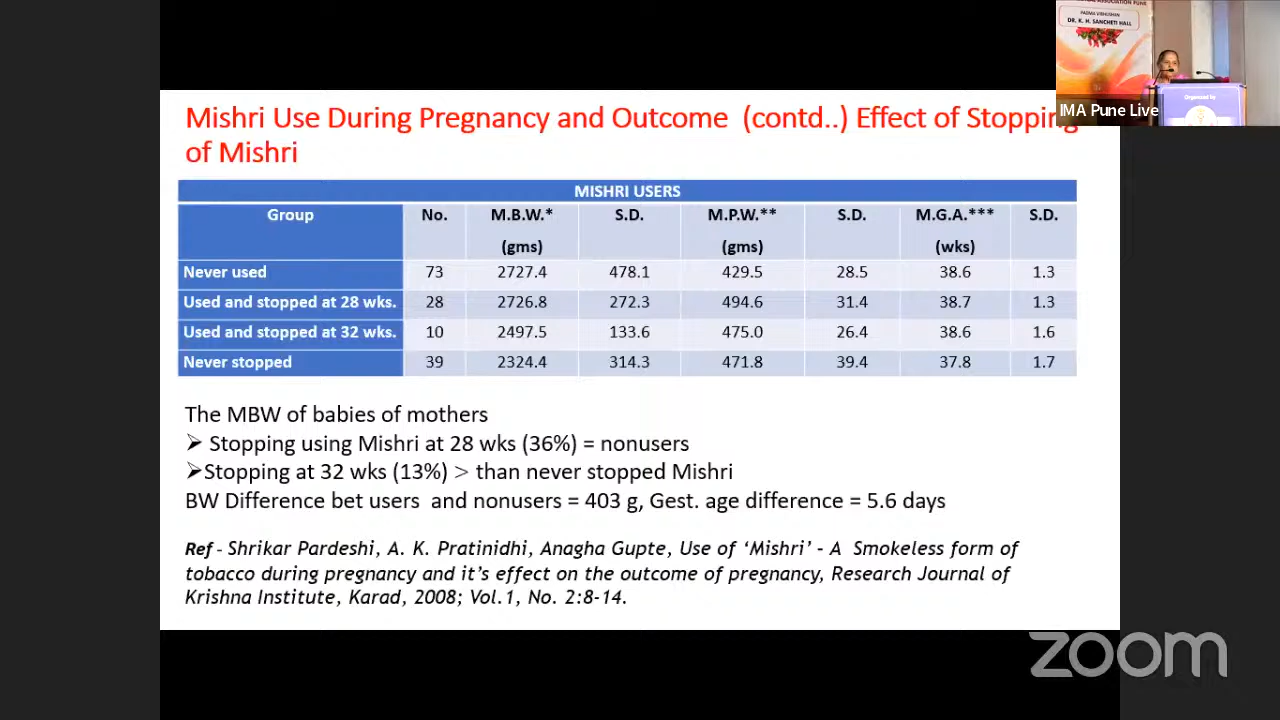 PADMA VIBHUSHAN
DR. K. H. SANCHETI HALL
Organized by
IMA Pune Live
Mishri Use During Pregnancy and Outcome (contd..) Effect of Stopping
of Mishri
MISHRI USERS
Group No. M.B.W.* S.D. M.P.W.** S.D. M.G.A.*** S.D.
(gms) (gms) (wks)
Never used 73 2727.4 478.1 429.5 28.5 38.6 1.3
Used and stopped at 28 wks. 28 2726.8 272.3 494.6 31.4 38.7 1.3
Used and stopped at 32 wks. 10 2497.5 133.6 475.0 26.4 38.6 1.6
Never stopped 39 2324.4 314.3 471.8 39.4 37.8 1.7
The MBW of babies of mothers
➢ Stopping using Mishri at 28 wks (36%) = nonusers
➢Stopping at 32 wks (13%) > than never stopped Mishri
BW Difference bet users and nonusers = 403 g, Gest. age difference = 5.6 days
Ref - Shrikar Pardeshi, A. K. Pratinidhi, Anagha Gupte, Use of ‘Mishri’ - A Smokeless form of
tobacco during pregnancy and it’s effect on the outcome of pregnancy, Research Journal of
Krishna Institute, Karad, 2008; Vol.1, No. 2:8-14.
zoom